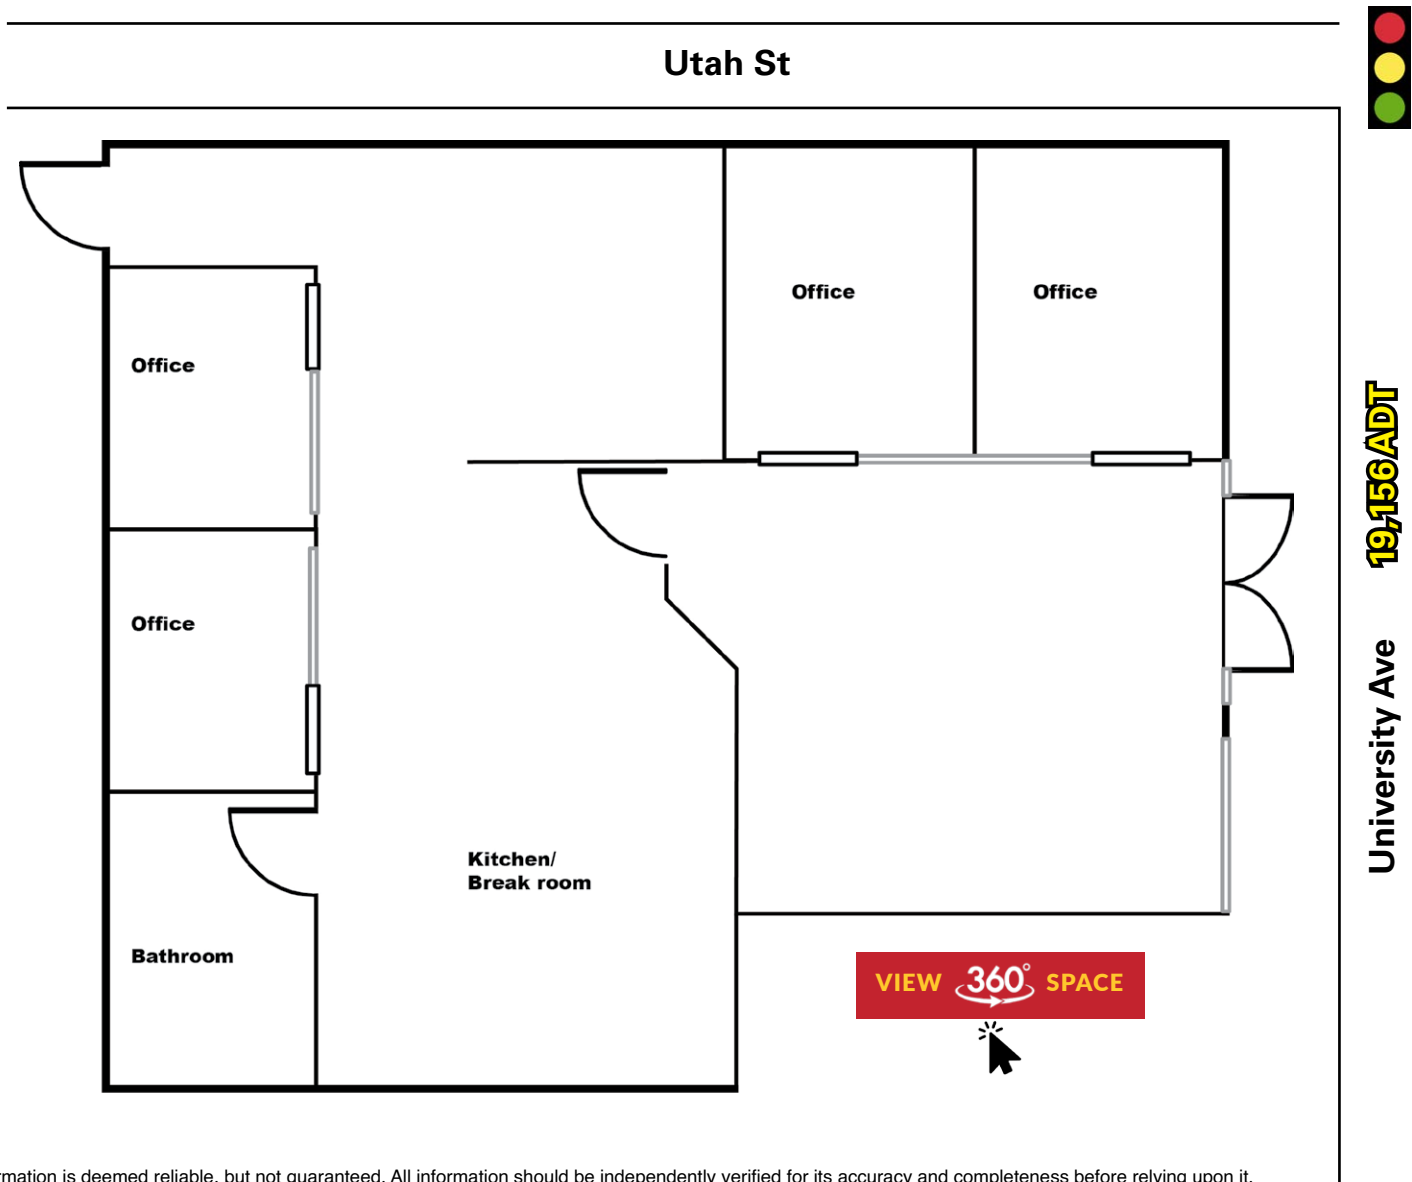 Utah St
Office
Office
Office
Office
19,156 ADT
University Ave
Kitchen/
Break room
Bathroom
VIEW 360° SPACE
is deemed reliable, but not guaranteed. All information should be independently verified for its accuracy and completeness before relying upon it.